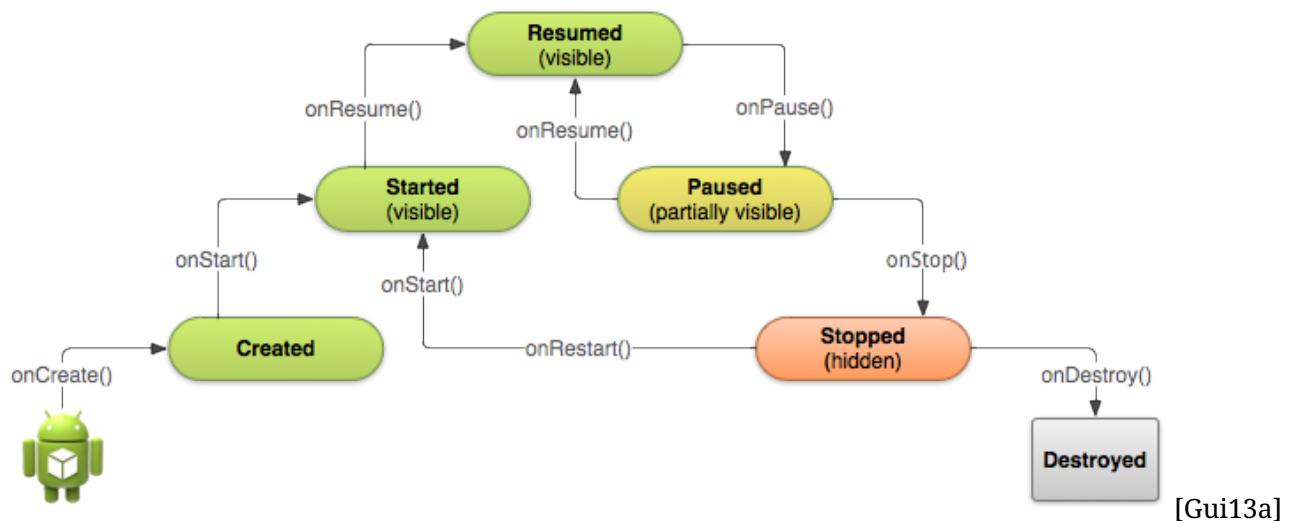 Resumed
(visible)
onResume()
onPause()
onResume()
Started
(visible)
Paused
(partially visible)
onStart()
onStop()
onStart()
Created
onRestart()
Stopped
(hidden)
onCreate()
onDestroy()
Destroyed
[Gui13a]